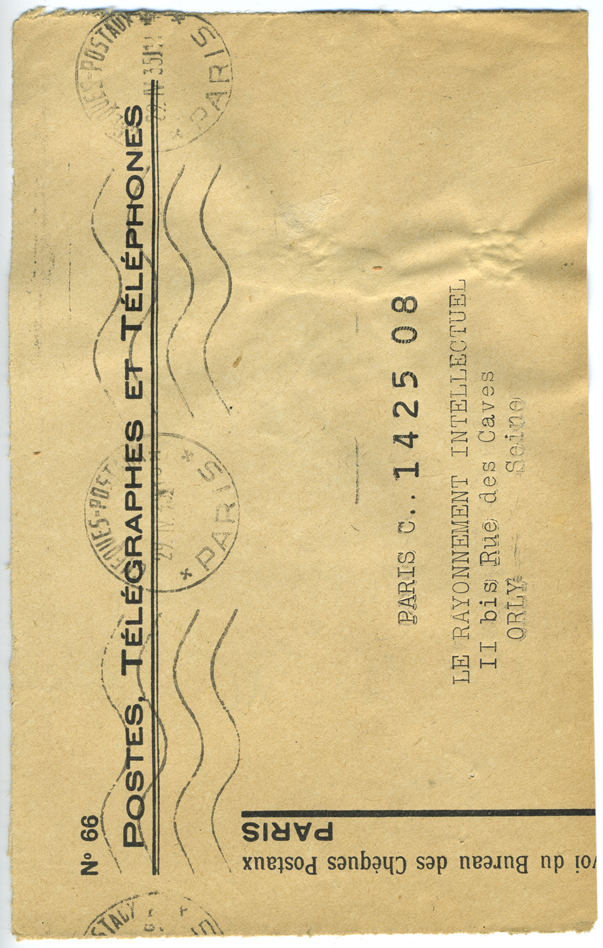 N° 66
POSTES, TÉLÉGRAPHES ET TÉLÉPHONES
PARIS C..1425 08
LE RAYONNEMENT INTELLECTUEL
II bis Rue des Caves
ORLY Seine
voi du Bureau des Chèques Postaux
PARIS
PARIS
PARIS